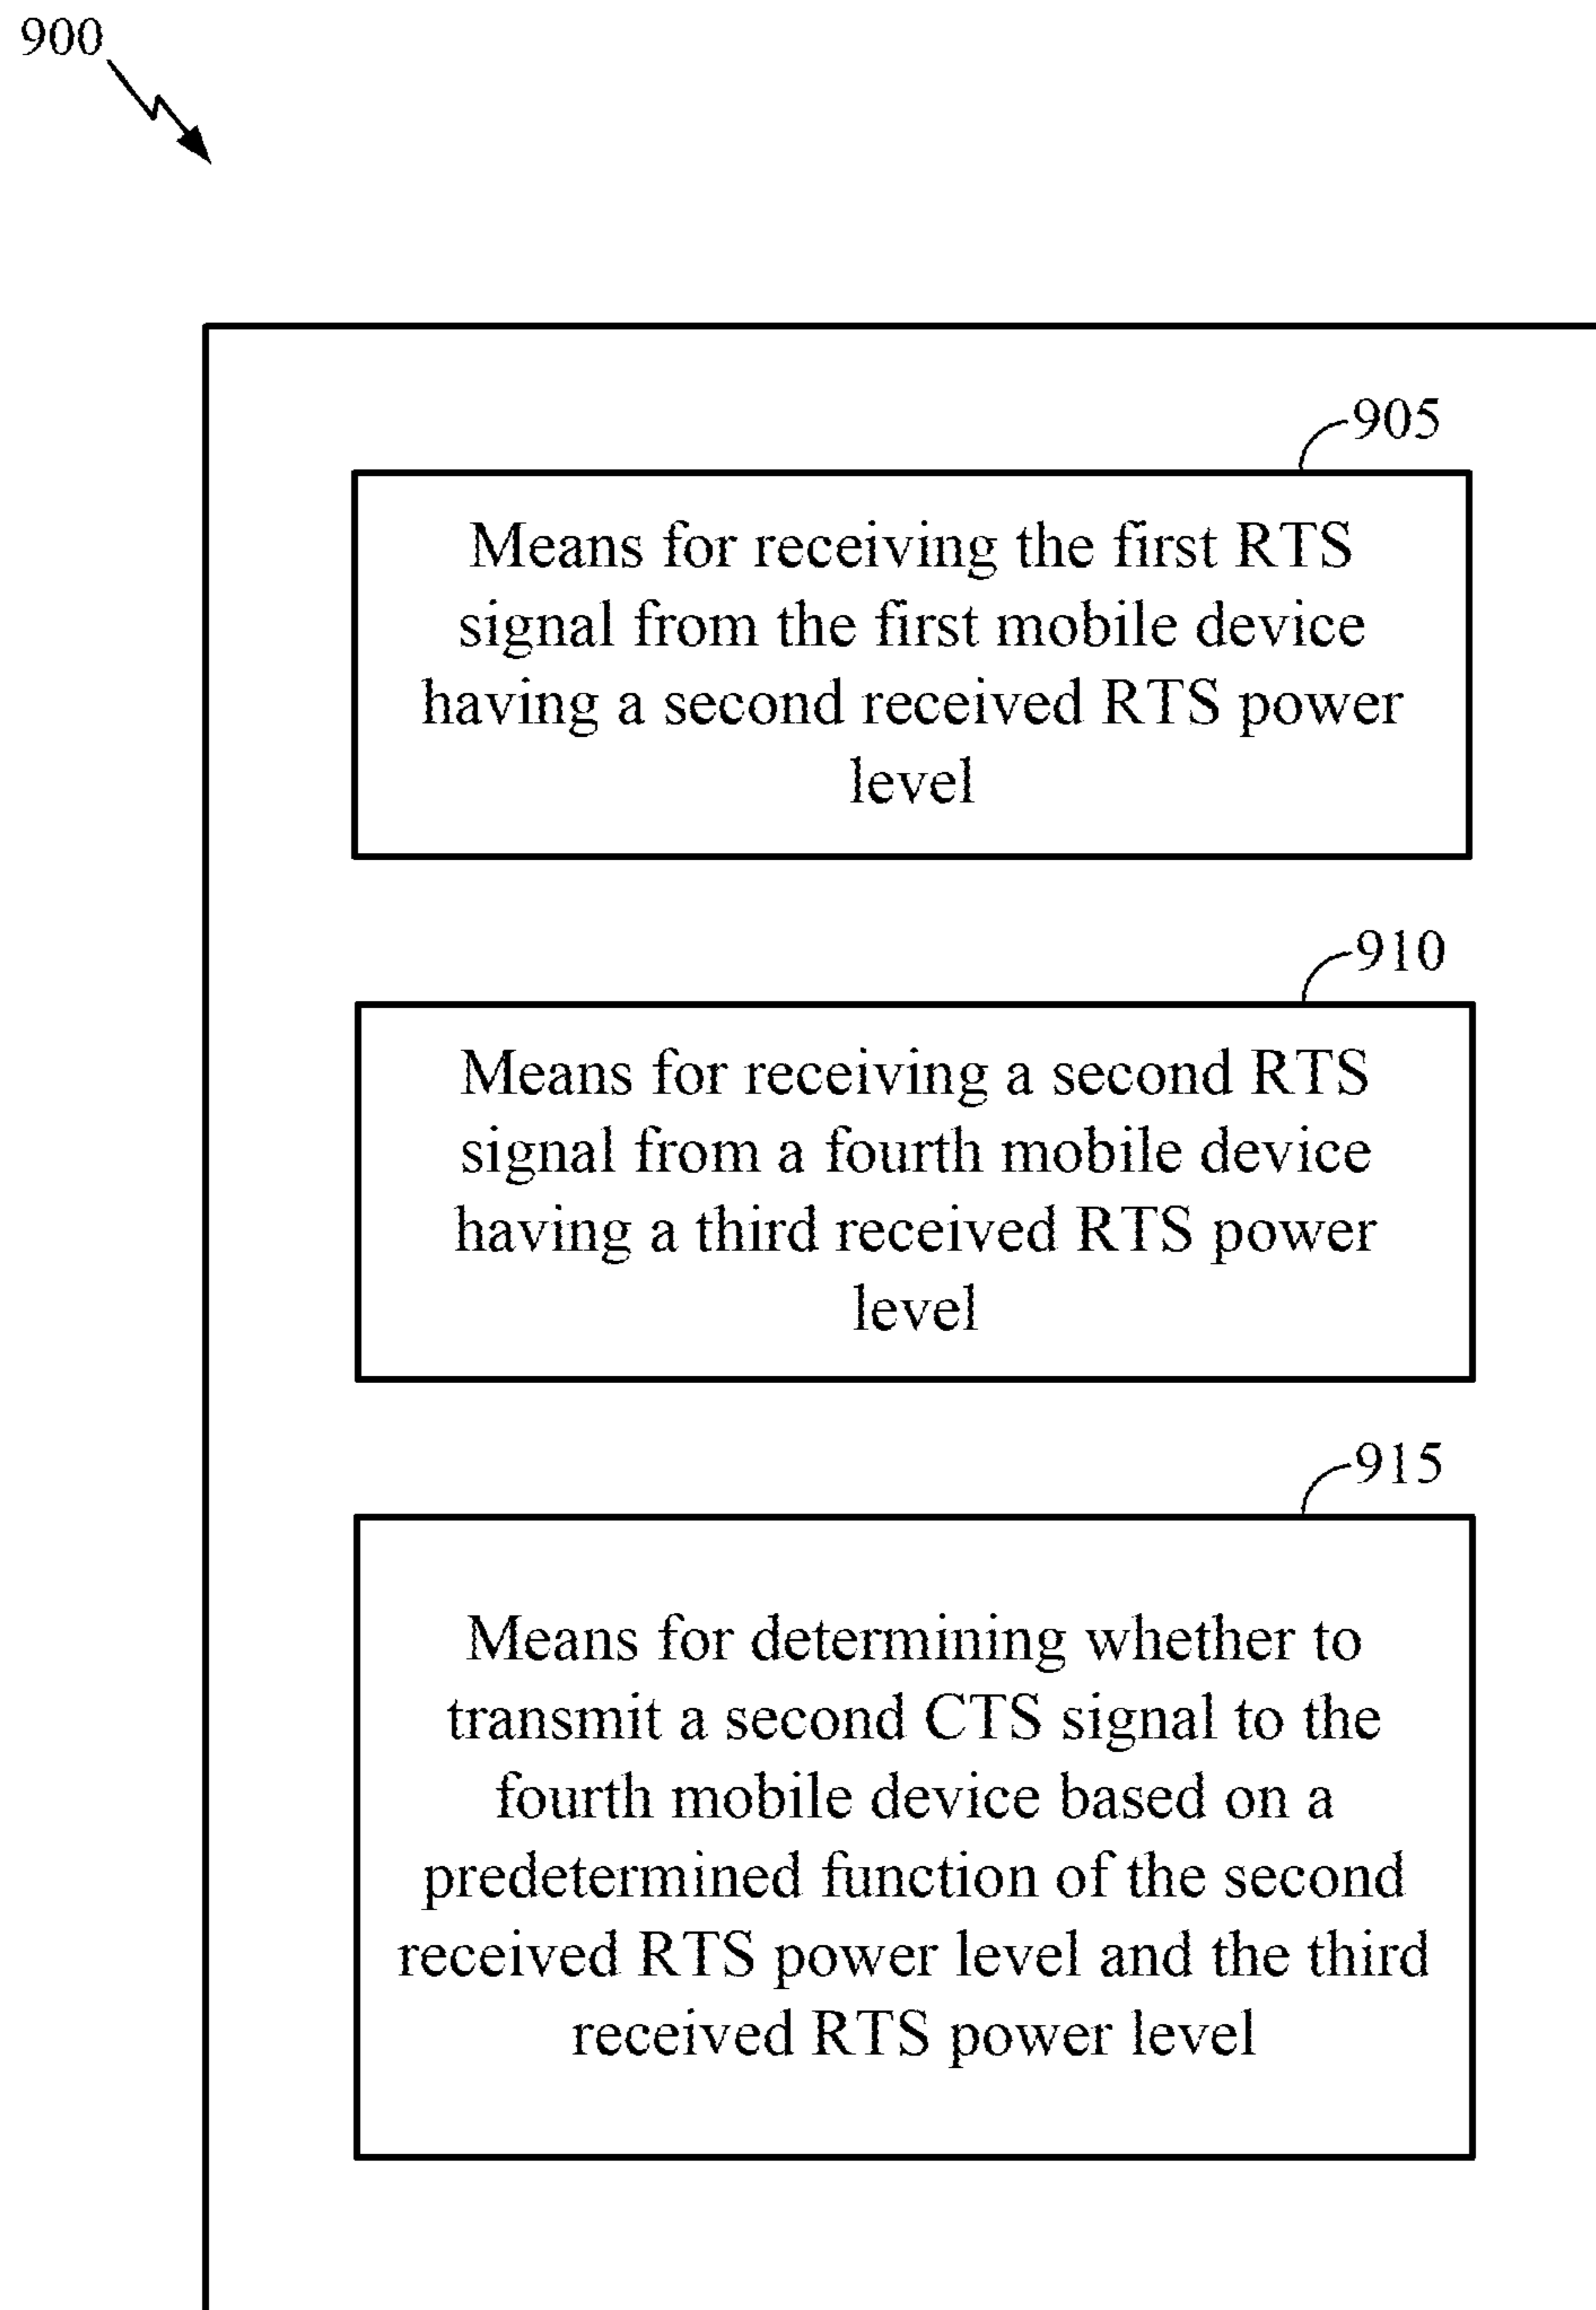 900
905
Means for receiving the first RTS
signal from the first mobile device
having a second received RTS power
level
910
Means for receiving a second RTS
signal from a fourth mobile device
having a third received RTS power
level
915
Means for determining whether to
transmit a second CTS signal to the
fourth mobile device based on a
predetermined function of the second
received RTS power level and the third
received RTS power level